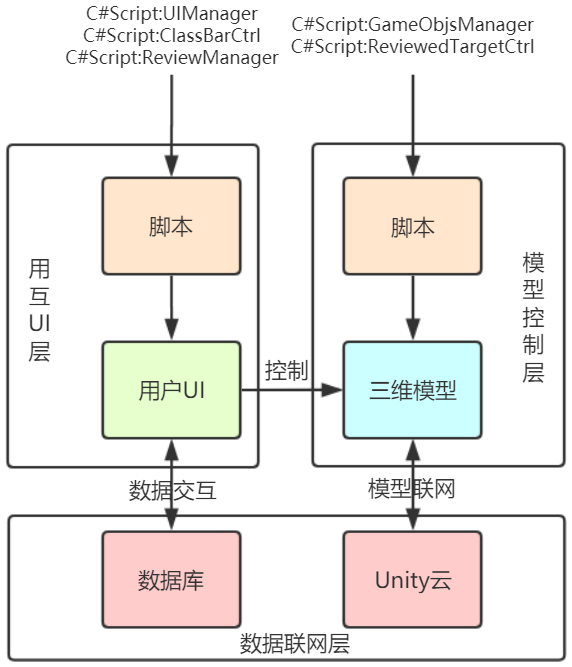 C#Script:UIManager
C#Script:ClassBarCtrl
C#Script:ReviewManager
C#Script:GameObjsManager
C#Script:ReviewedTargetCtrl
脚本
脚本
用
互
UI
层
模
型
控
制
层
用户UI
控制
三维模型
数据交互
模型联网
数据库
Unity云
数据联网层